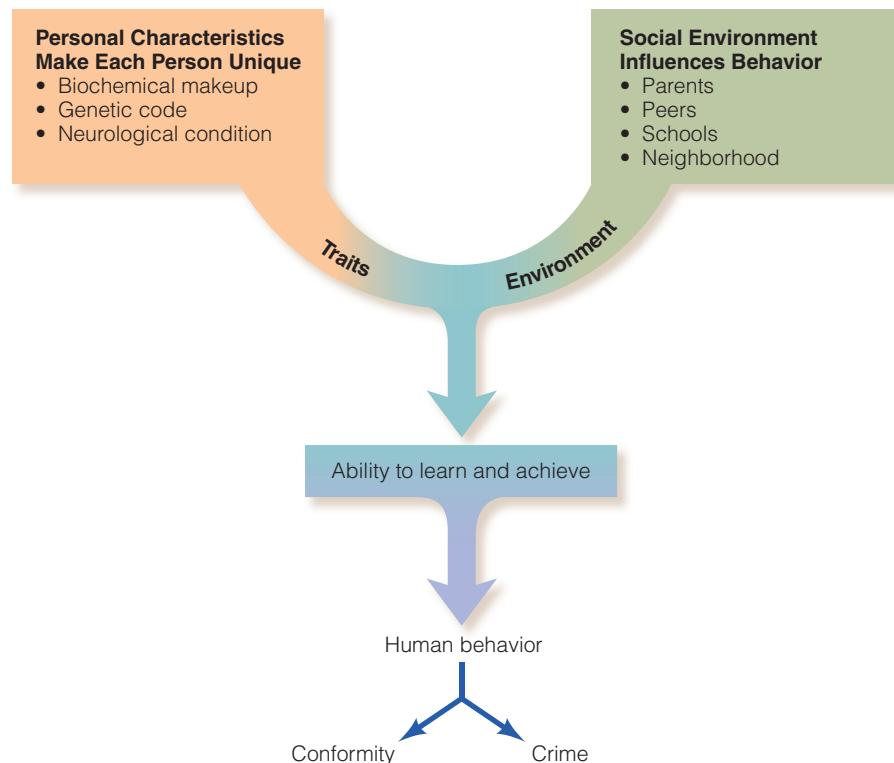 Personal Characteristics
Make Each Person Unique
• Biochemical makeup
• Genetic code
• Neurological condition
Social Environment
Influences Behavior
• Parents
• Peers
• Schools
• Neighborhood
Traits
Environment
Ability to learn and achieve
Human behavior
Conformity
Crime